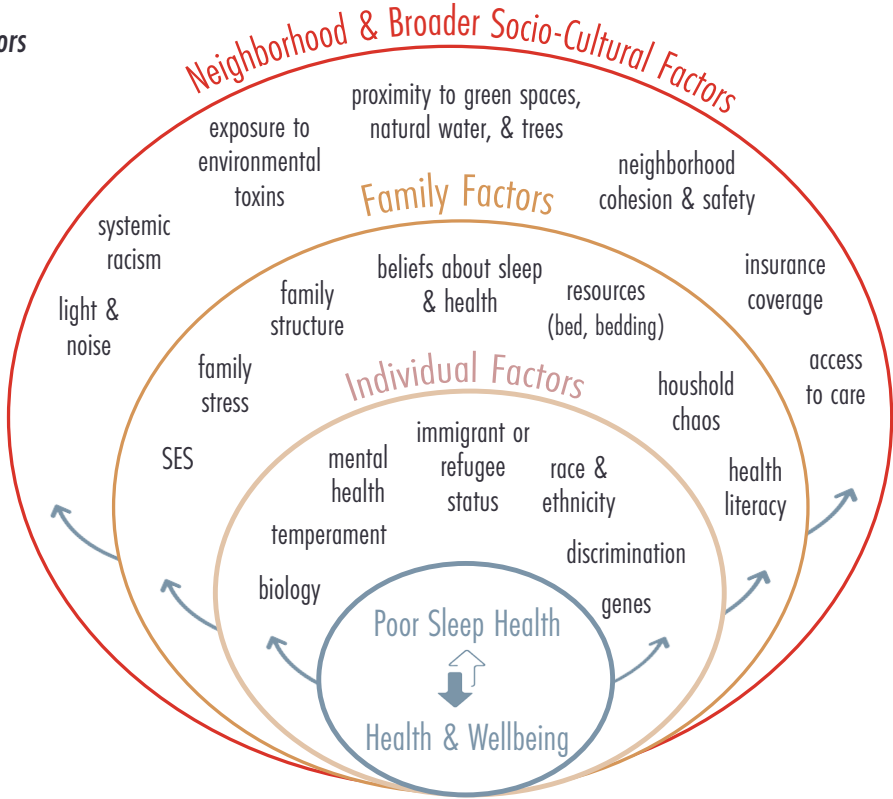 ors
Neighborhood & Broader Socio-Cultural Factors
proximity to green spaces,
natural water, & trees
exposure to
environmental
toxins
neighborhood
cohesion & safety
systemic
racism
insurance
coverage
light &
noise
access
to care
Family Factors
beliefs about sleep
& health
family
structure
resources
(bed, bedding)
family
stress
houshold
chaos
SES
health
literacy
Individual Factors
immigrant or
refugee
status
mental
health
race &
ethnicity
temperament
discrimination
biology
genes
Poor Sleep Health
Health & Wellbeing